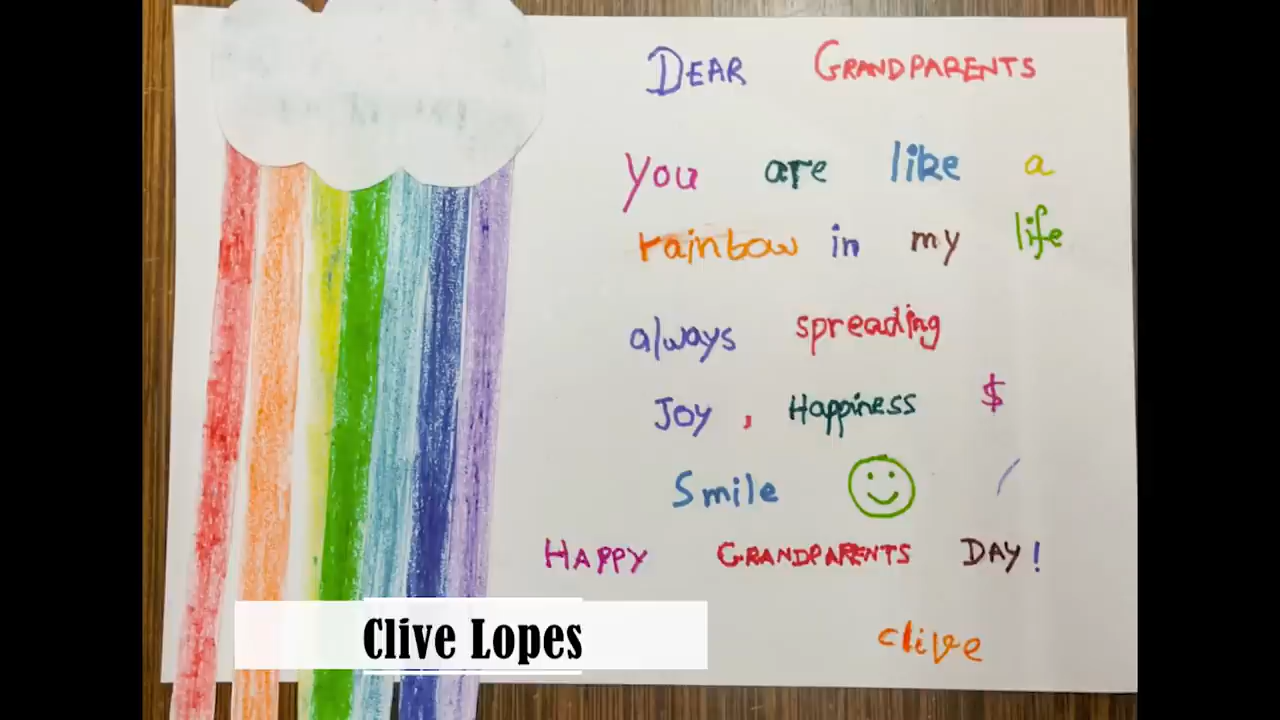 DEAR GRANDPARENTS
you are like a
rainbow in my life
always spreading
Joy, Happiness $
Smile
HAPPY GRANDPARENTS DAY!
clive
Clive Lopes